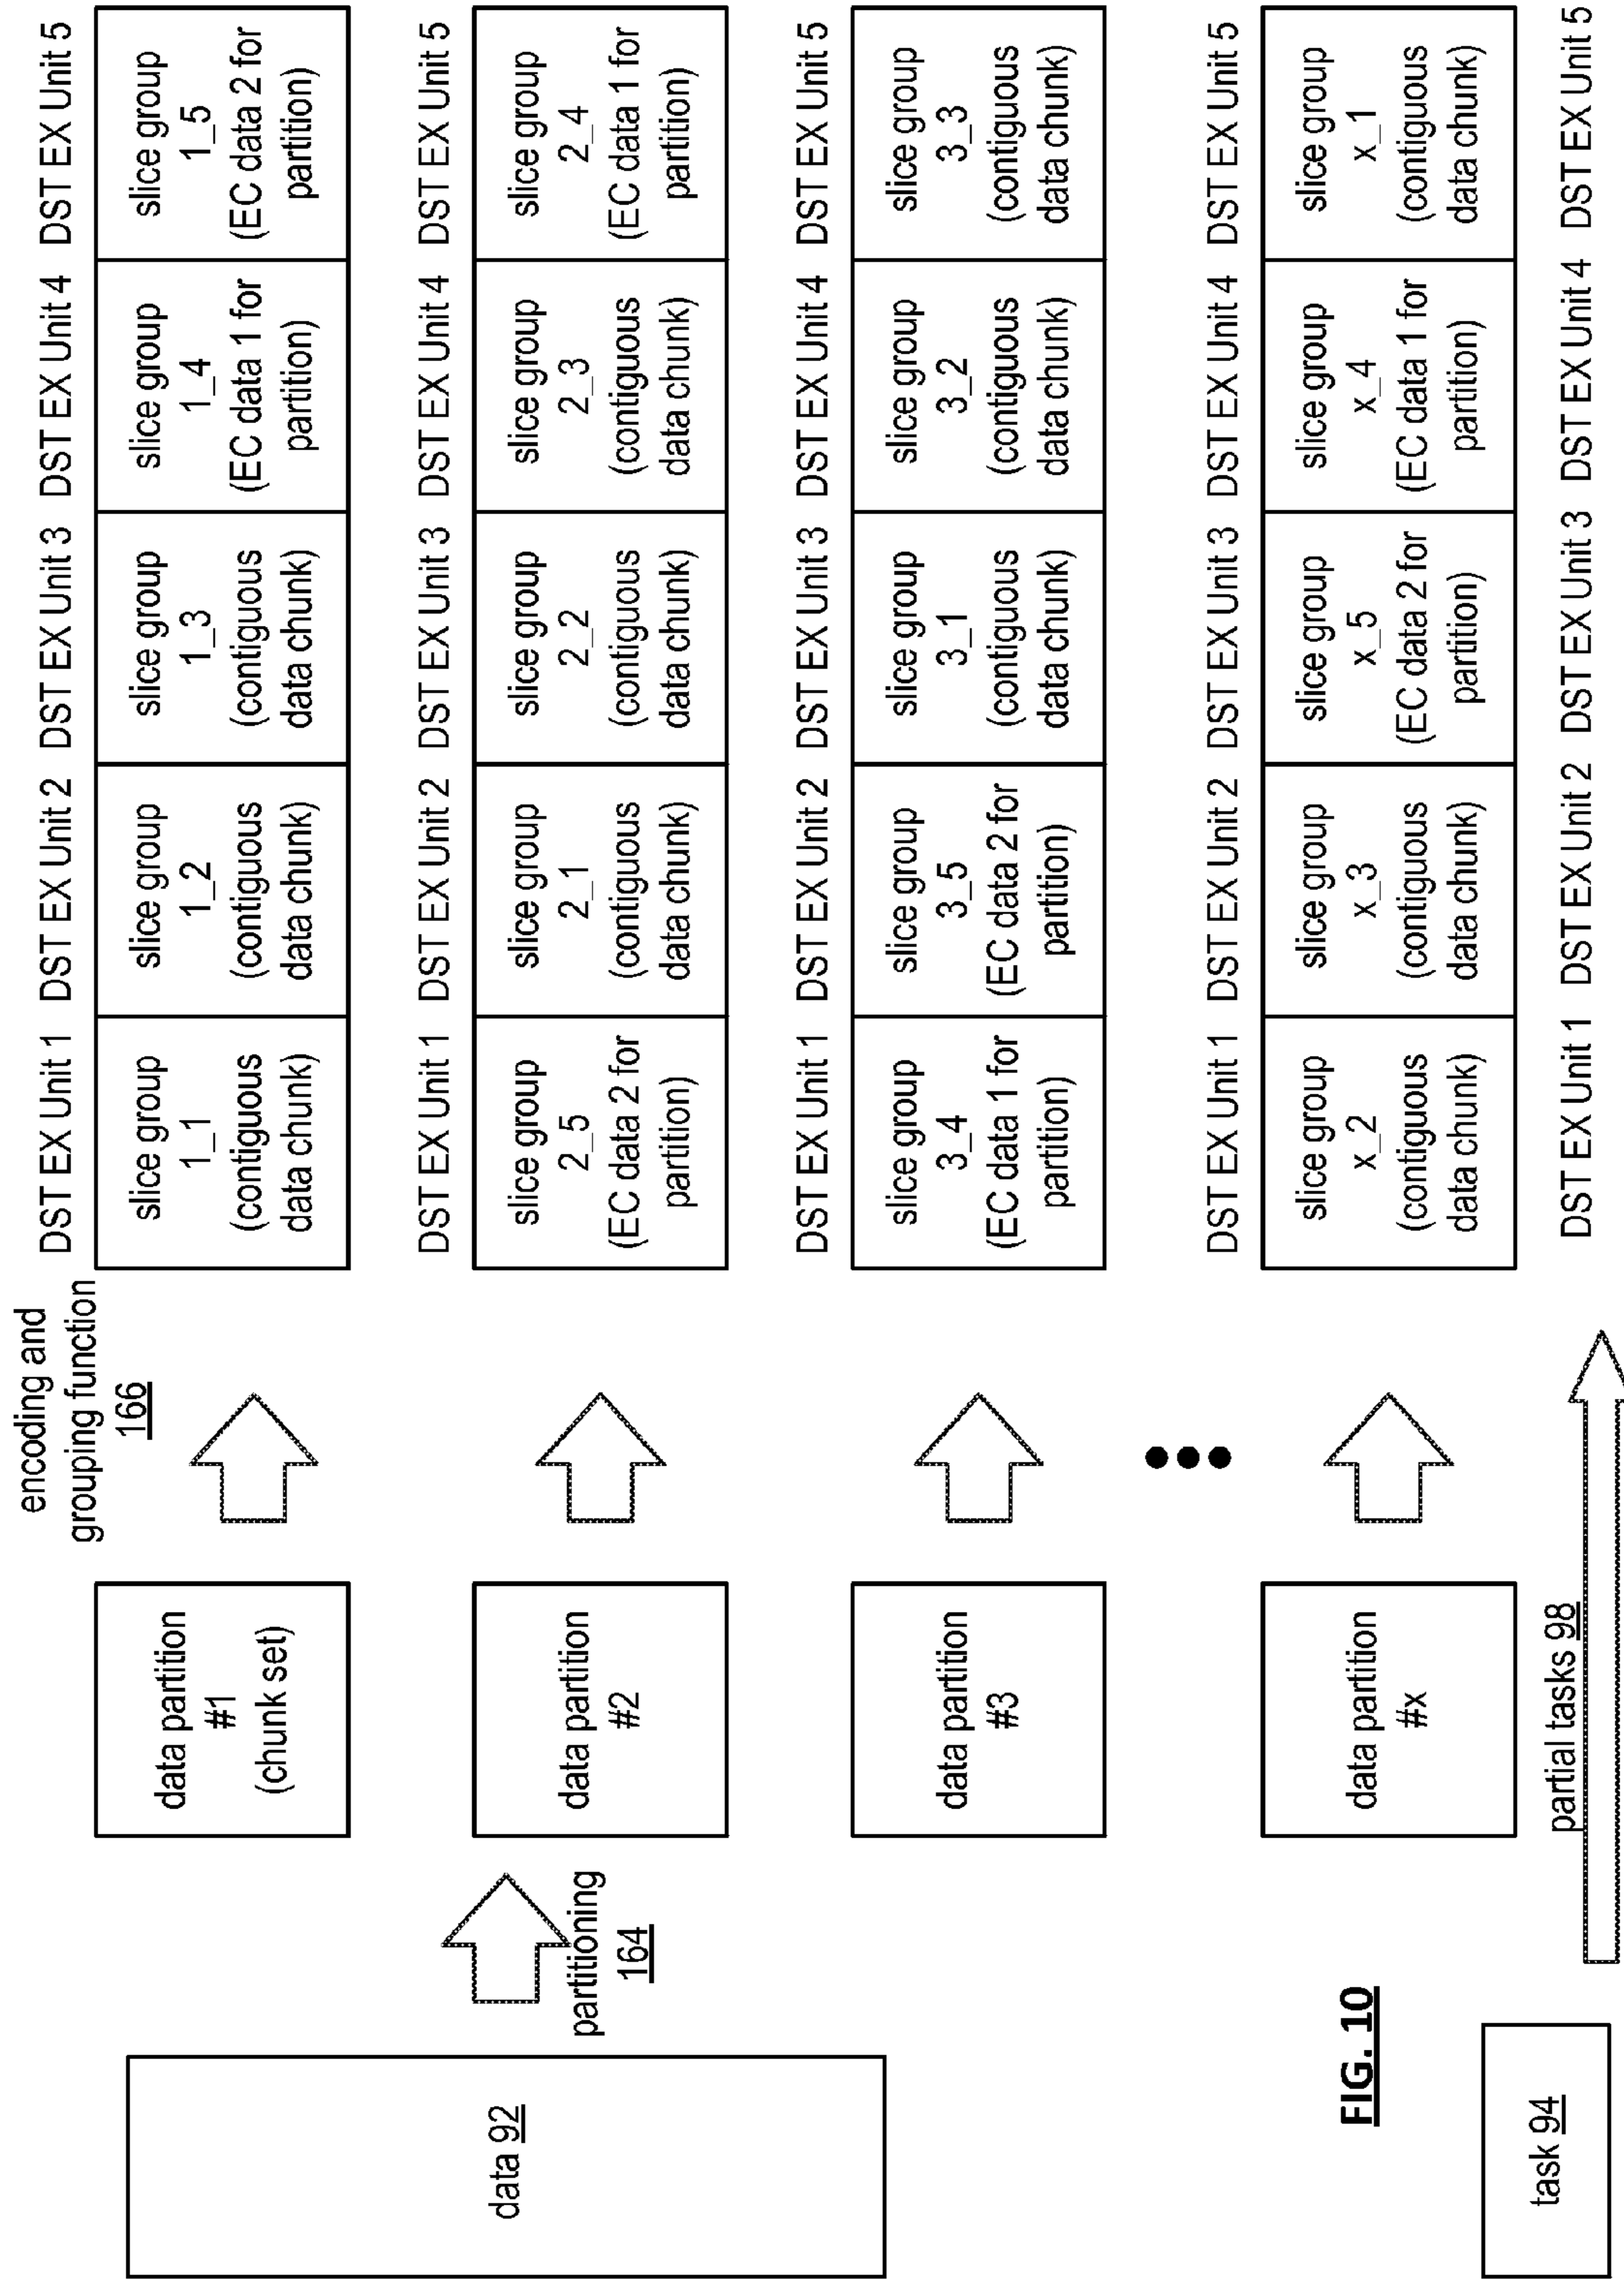 data 92
partitioning
164
data partition
#1
(chunk set)
data partition
#2
data partition
#3
data partition
#x
encoding and
grouping function
166
DST EX Unit 1 DST EX Unit 2 DST EX Unit 3 DST EX Unit 4 DST EX Unit 5
slice group
1_1
(contiguous
data chunk)
slice group
1_2
(contiguous
data chunk)
slice group
1_3
(contiguous
data chunk)
slice group
1_4
(EC data 1 for
partition)
slice group
1_5
(EC data 2 for
partition)
DST EX Unit 1 DST EX Unit 2 DST EX Unit 3 DST EX Unit 4 DST EX Unit 5
slice group
2_5
(EC data 2 for
partition)
slice group
2_1
(contiguous
data chunk)
slice group
2_2
(contiguous
data chunk)
slice group
2_3
(contiguous
data chunk)
slice group
2_4
(EC data 1 for
partition)
DST EX Unit 1 DST EX Unit 2 DST EX Unit 3 DST EX Unit 4 DST EX Unit 5
slice group
3_4
(EC data 1 for
partition)
slice group
3_5
(EC data 2 for
partition)
slice group
3_1
(contiguous
data chunk)
slice group
3_2
(contiguous
data chunk)
slice group
3_3
(contiguous
data chunk)
DST EX Unit 1 DST EX Unit 2 DST EX Unit 3 DST EX Unit 4 DST EX Unit 5
slice group
x_2
(contiguous
data chunk)
slice group
x_3
(contiguous
data chunk)
slice group
x_5
(EC data 2 for
partition)
slice group
x_4
(EC data 1 for
partition)
slice group
x_1
(contiguous
data chunk)
FIG. 10
task 94
partial tasks 98
DST EX Unit 1 DST EX Unit 2 DST EX Unit 3 DST EX Unit 4 DST EX Unit 5